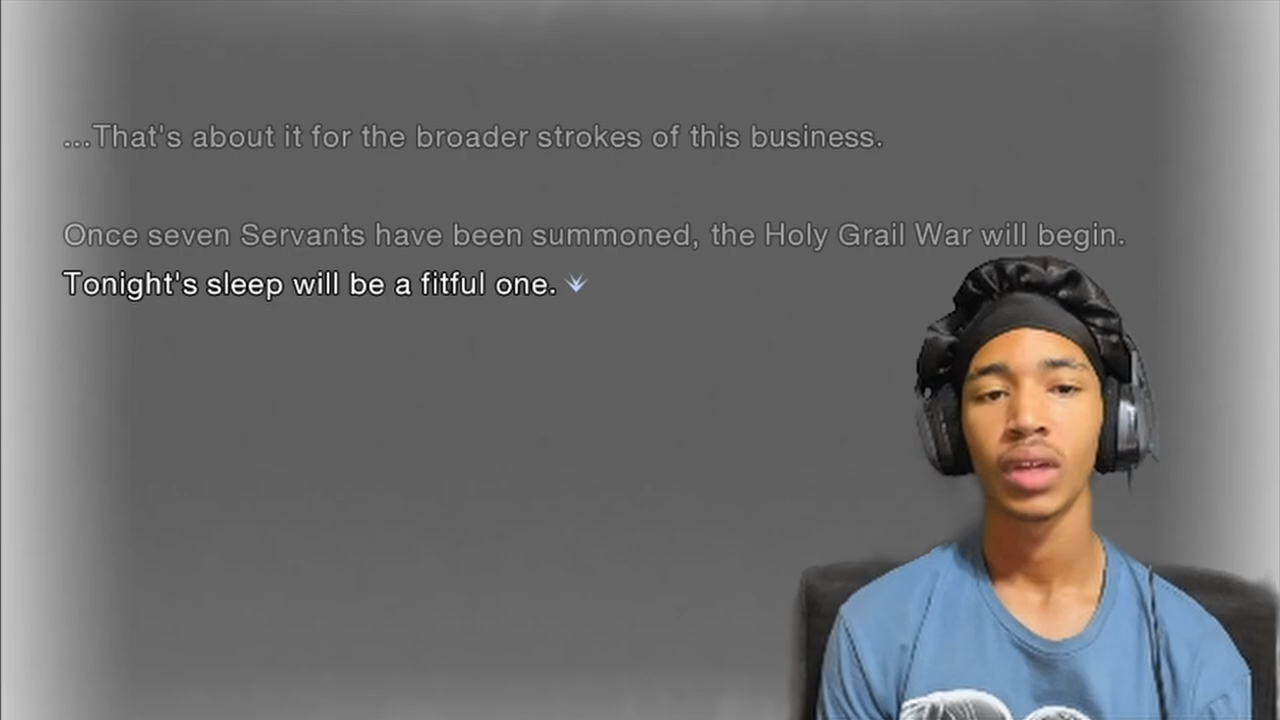 ...That's about it for the broader strokes of this business.
Once seven Servants have been summoned, the Holy Grail War will begin.
Tonight's sleep will be a fitful one.